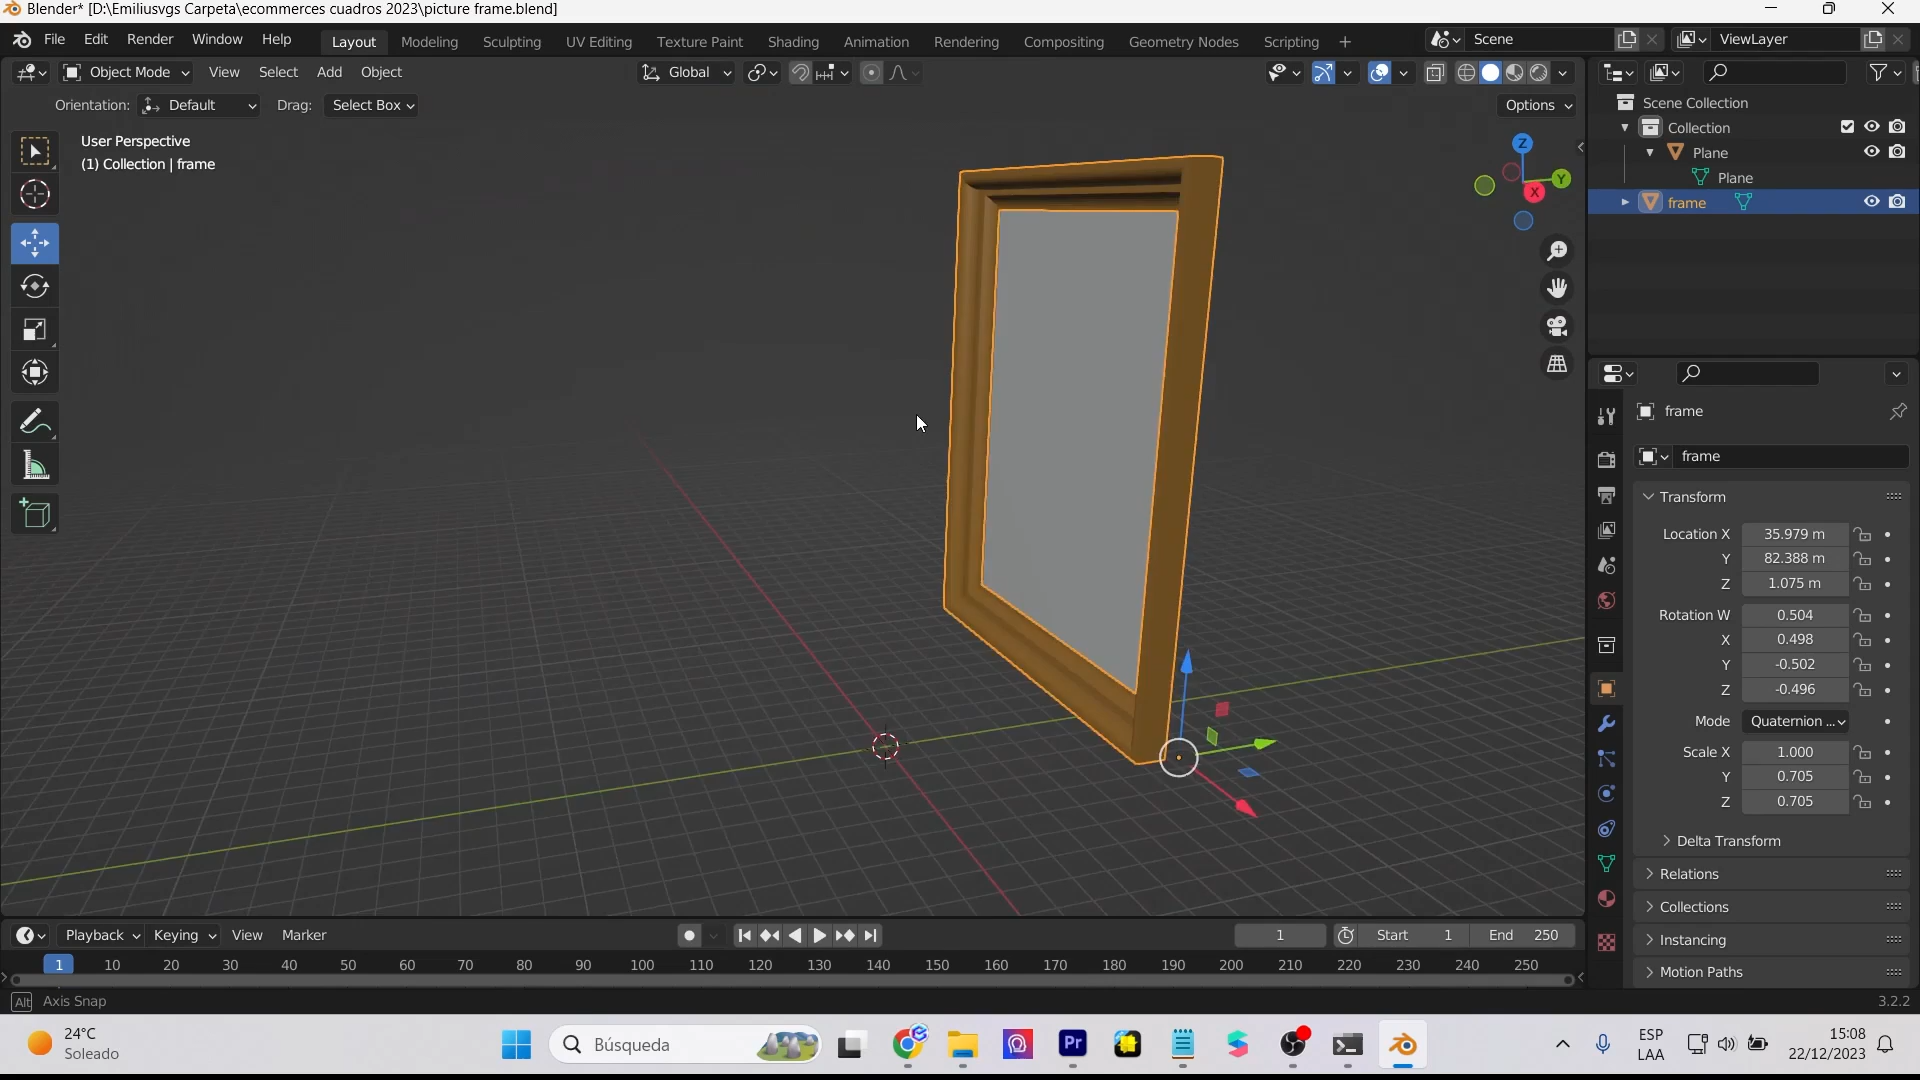 Blender* [D:\Emiliusvgs Carpeta\ecommerces cuadros 2023\picture frame.blend]
File Edit Render Window Help Layout Modeling Sculpting UV Editing Texture Paint Shading Animation Rendering Compositing Geometry Nodes Scripting + Scene ViewLayer
Object Mode View Select Add Object Global
Orientation: Default Drag: Select Box Options
Scene Collection
Collection
Plane
Plane
frame
User Perspective
(1) Collection | frame
Z
Y
X
frame
frame
Transform
Location X 35.979 m
Y 82.388 m
Z 1.075 m
Rotation W 0.504
X 0.498
Y -0.502
Z -0.496
Mode Quaternion ...
Scale X 1.000
Y 0.705
Z 0.705
Delta Transform
Relations
Collections
Instancing
Motion Paths
Playback Keying View Marker 1 Start 1 End 250
1 10 20 30 40 50 60 70 80 90 100 110 120 130 140 150 160 170 180 190 200 210 220 230 240 250
Alt Axis Snap 3.2.2
24°C
Soleado
Búsqueda
Pr
ESP
LAA
15:08
22/12/2023